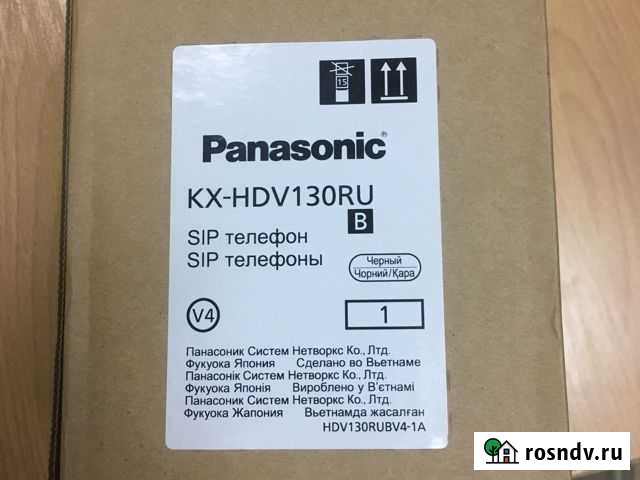 15
Panasonic
KX-HDV130RU
B
SIP телефон
SIP телефоны
Черный
Чорний/Қара
V4
1
Панасоник Систем Нетворкс Ко., Лтд.
Фукуока Япония Сделано во Вьетнаме
Панасонік Систем Нетворкс Ко., Лтд.
Фукуока Японія Вироблено у В'єтнамі
Панасоник Систем Нетворкс Ко., Лтд.
Фукуока Жапония Вьетнамда жасалған
HDV130RUBV4-1A
rosndv.ru